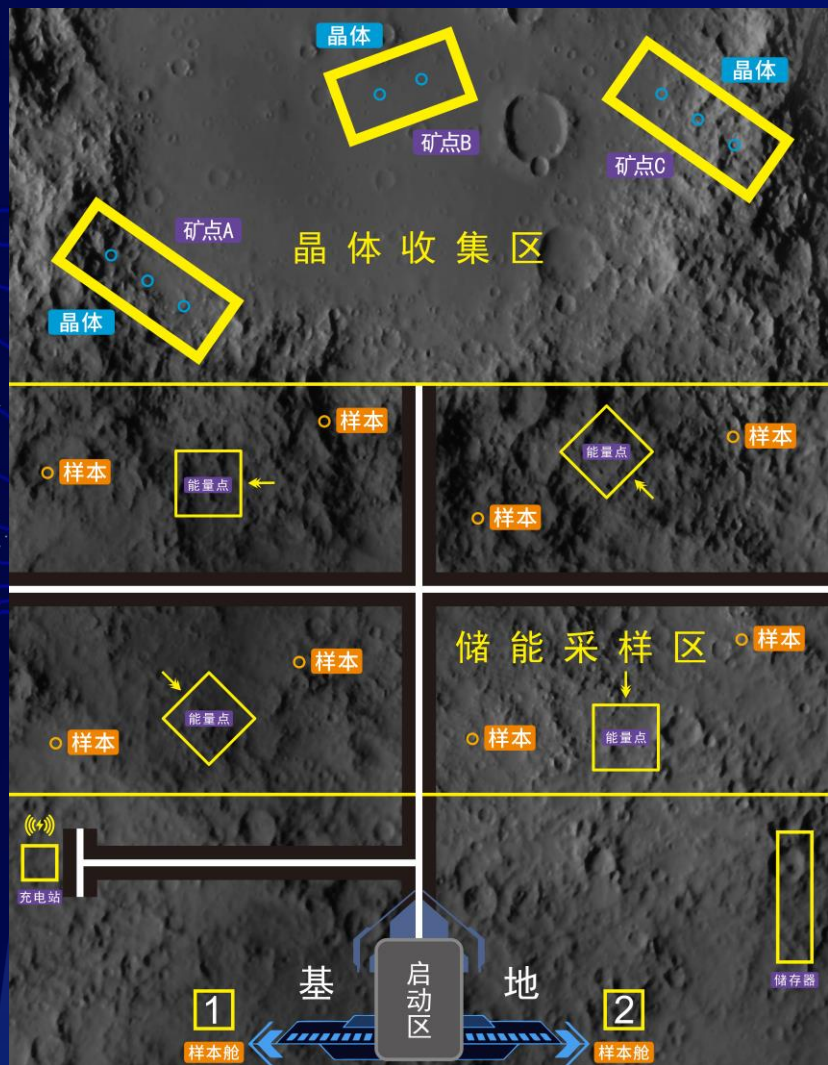 晶体
晶体
矿点B
矿点C
矿点A
晶体收集区
晶体
样本
样本
样本
能量点
能量点
样本
储能采样区
样本
样本
能量点
样本
样本
能量点
充电站
启动区
基地
储存器
1
2
样本舱
样本舱